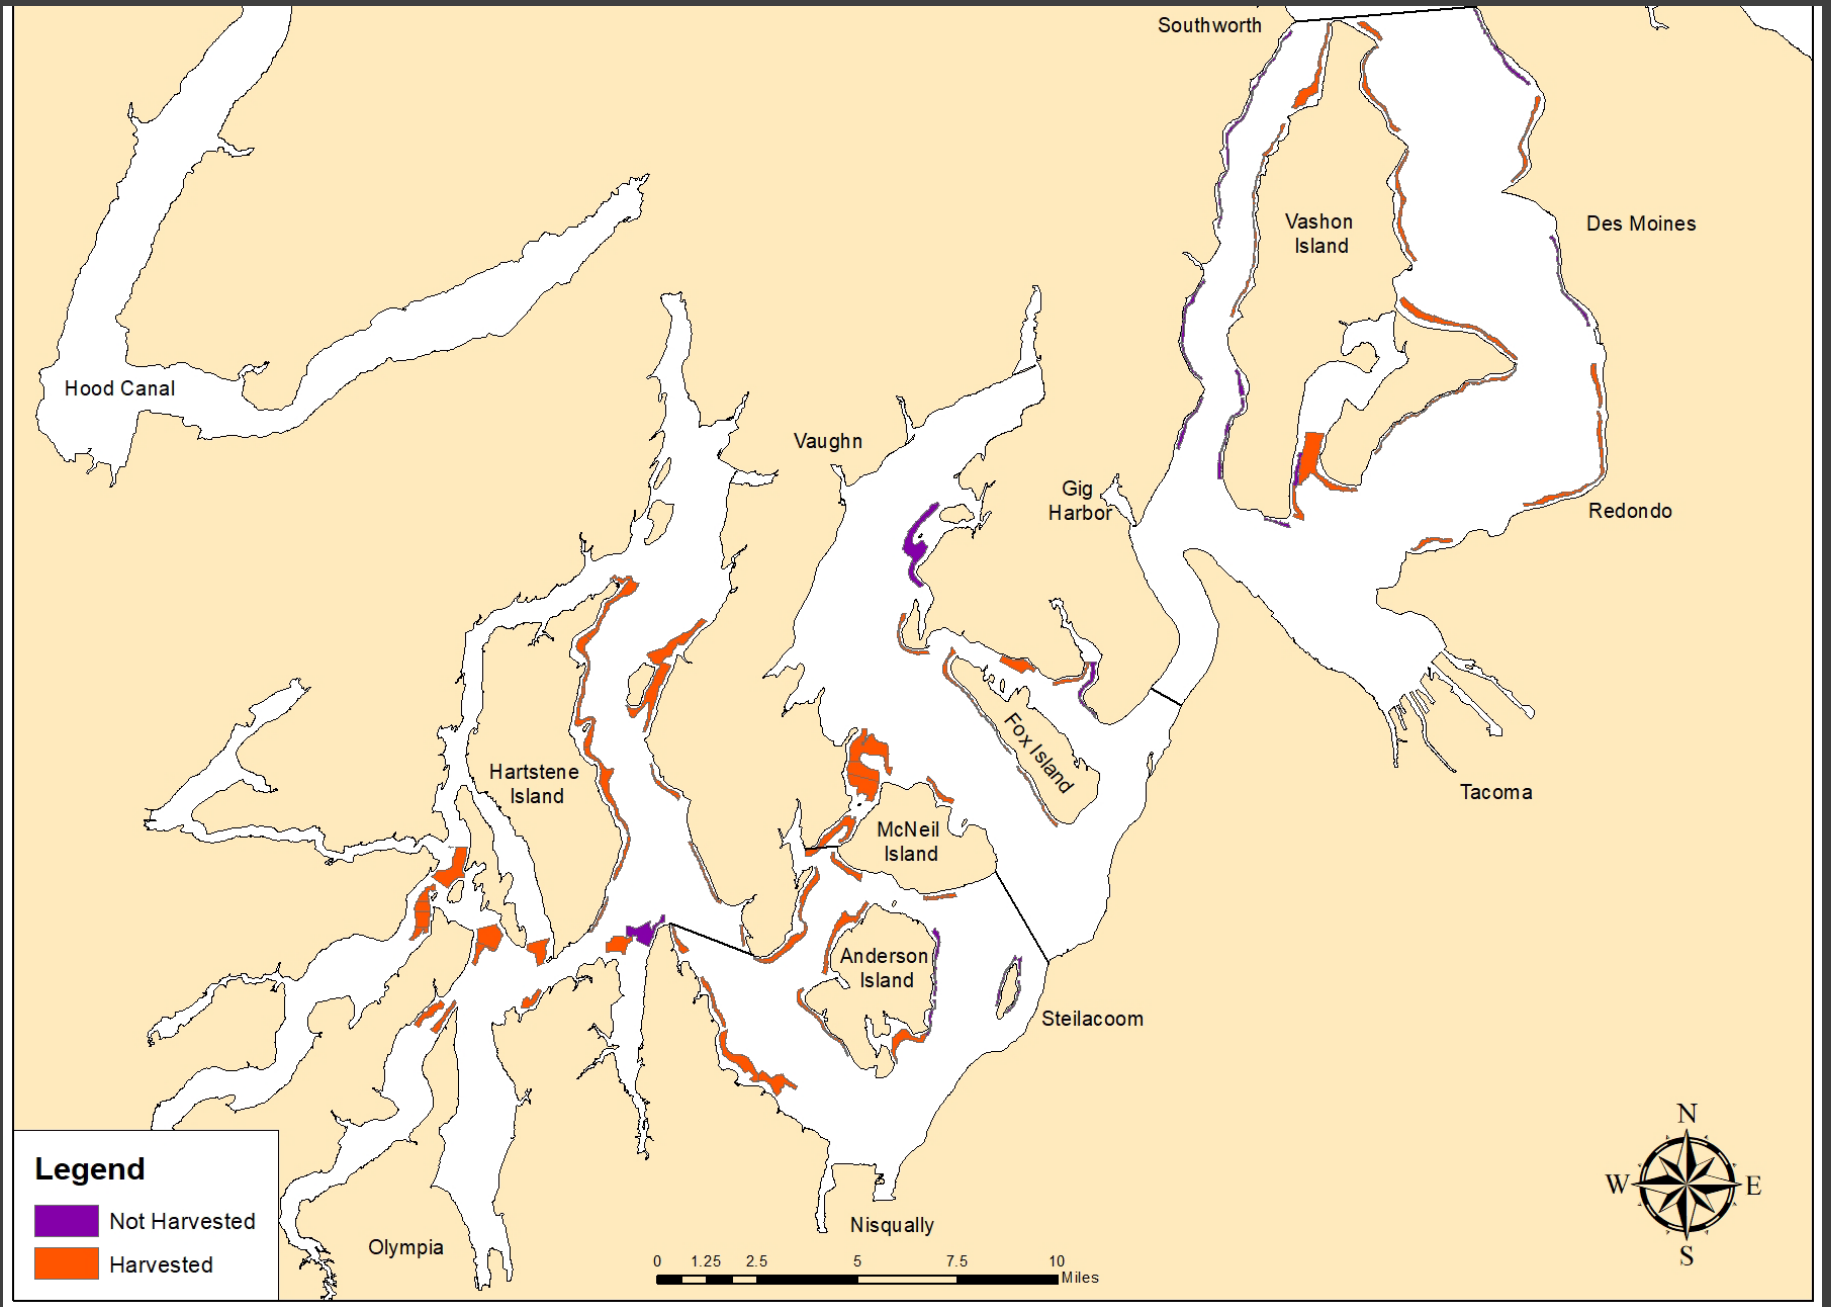 Southworth
Vashon
Island
Des Moines
Hood Canal
Vaughn
Gig
Harbor
Redondo
Fox Island
Hartstene
Island
Tacoma
McNeil
Island
Anderson
Island
Steilacoom
N
W
E
S
Legend
Not Harvested
Harvested
Olympia
Nisqually
0 1.25 2.5 5 7.5 10
Miles